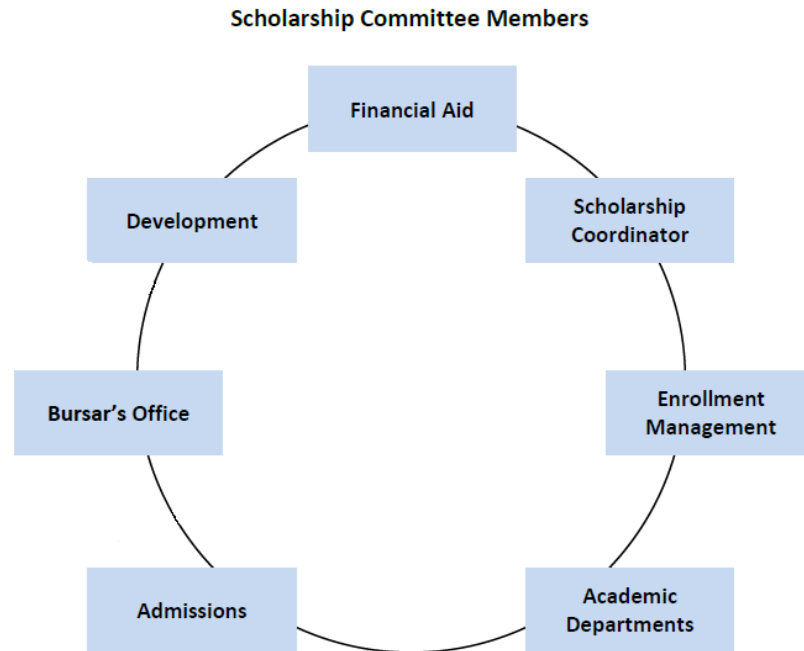 Scholarship Committee Members
Financial Aid
Development
Scholarship
Coordinator
Bursar’s Office
Enrollment
Management
Admissions
Academic
Departments